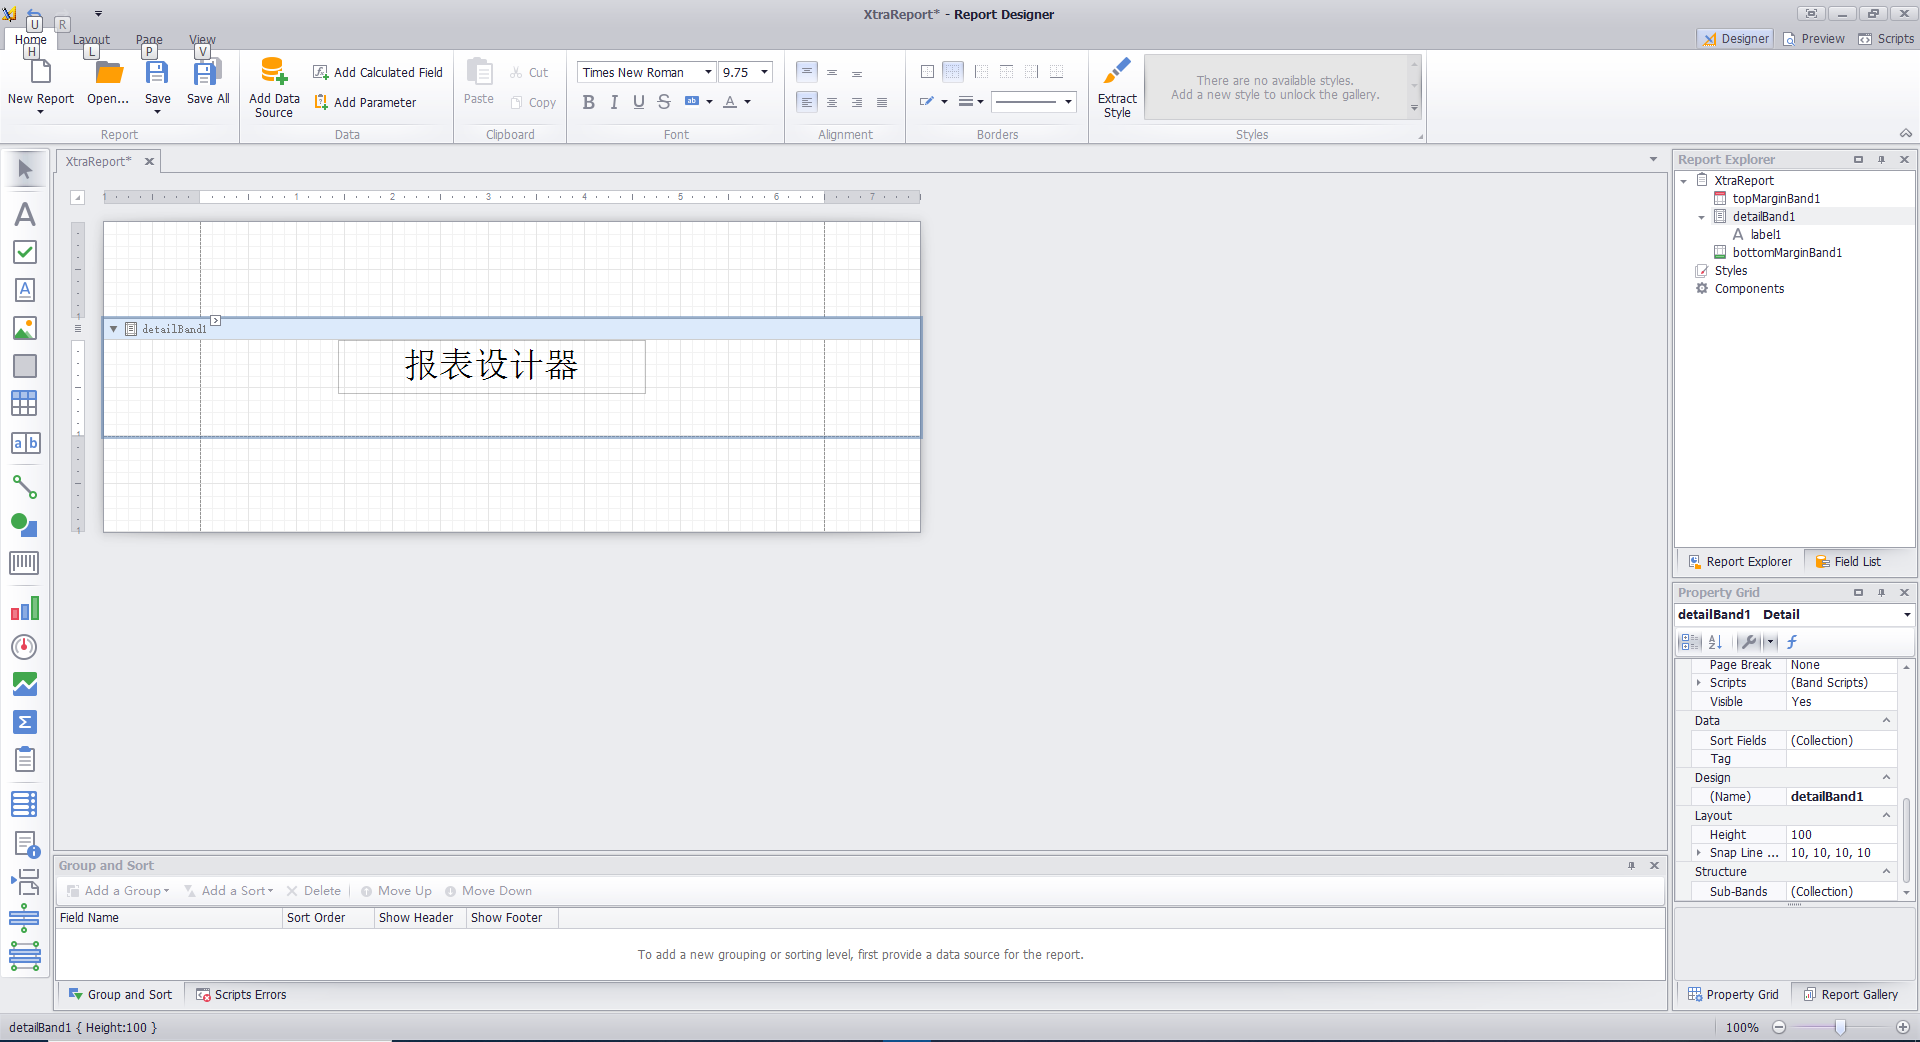 XtraReport* - Report Designer
U R
Home Layout Page View
H L P V
Designer Preview Scripts
New Report Open... Save Save All
Report
Add Data Source
Add Calculated Field
Add Parameter
Data
Paste
Cut
Copy
Clipboard
Times New Roman 9.75
B I U S ab A
Font
Alignment
Borders
Extract Style
There are no available styles.
Add a new style to unlock the gallery.
Styles
XtraReport*
1 1 2 3 4 5 6 7
detailBand1
报表设计器
Report Explorer
XtraReport
topMarginBand1
detailBand1
label1
bottomMarginBand1
Styles
Components
Report Explorer Field List
Property Grid
detailBand1 Detail
Page Break None
Scripts (Band Scripts)
Visible Yes
Data
Sort Fields (Collection)
Tag
Design
(Name) detailBand1
Layout
Height 100
Snap Line ... 10, 10, 10, 10
Structure
Sub-Bands (Collection)
Property Grid Report Gallery
Group and Sort
Add a Group Add a Sort Delete Move Up Move Down
Field Name Sort Order Show Header Show Footer
To add a new grouping or sorting level, first provide a data source for the report.
Group and Sort Scripts Errors
detailBand1 { Height:100 }
100%